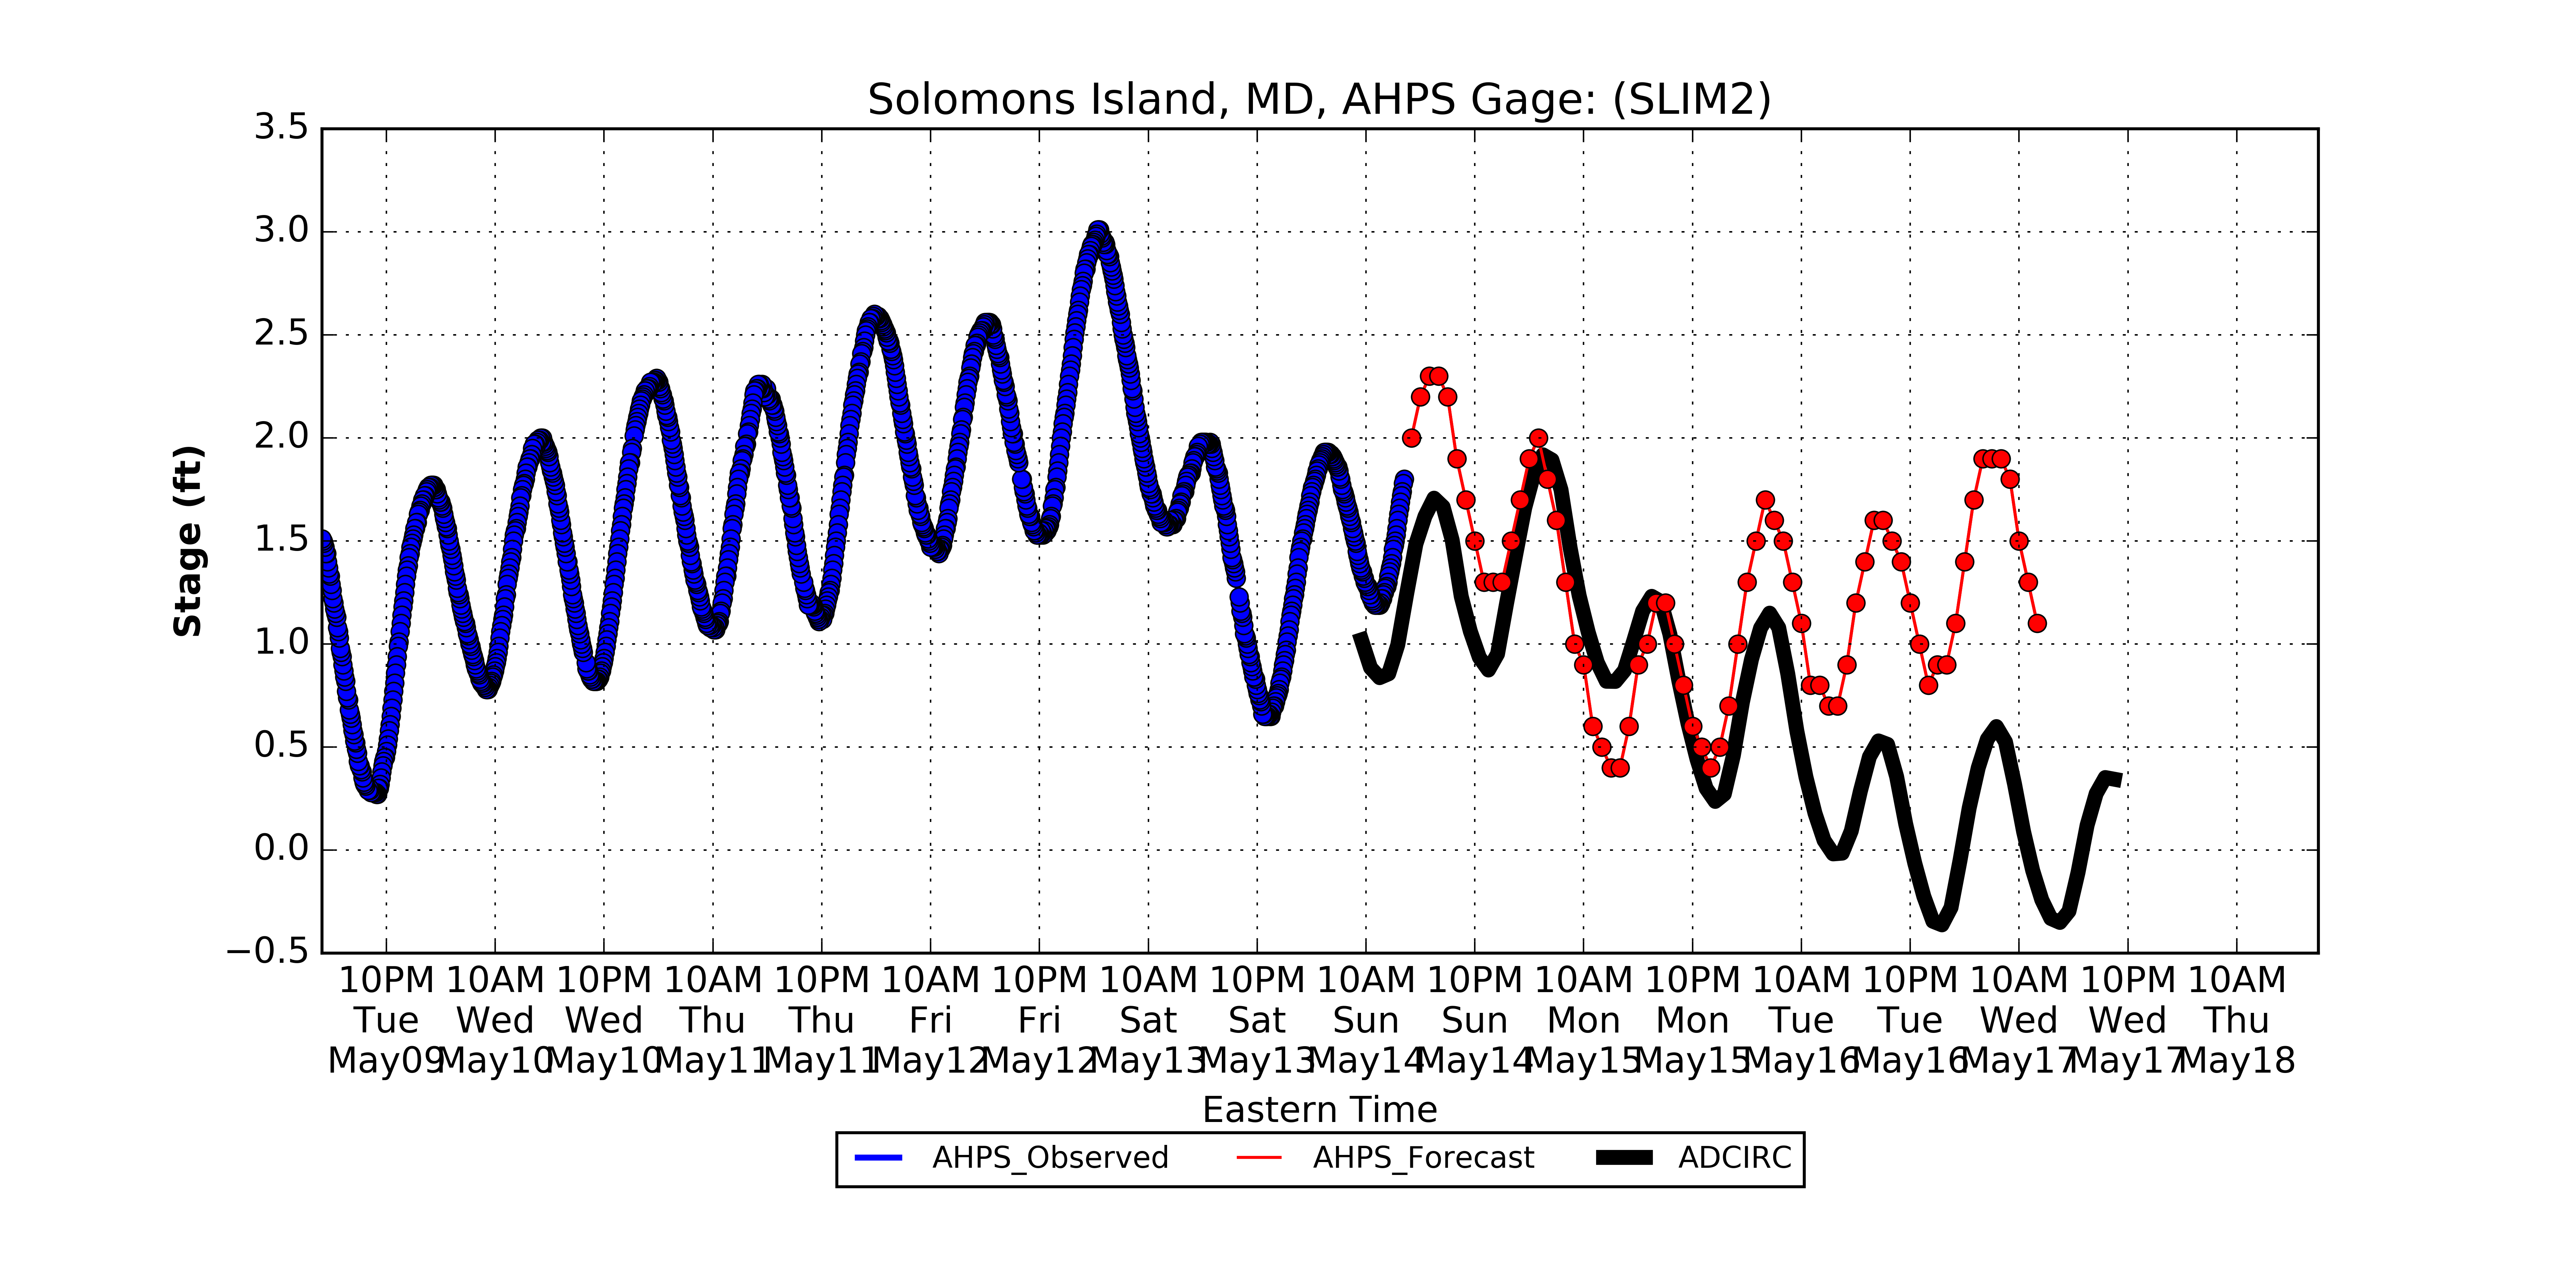 Solomons Island, MD, AHPS Gage: (SLIM2)
3.5
3.0
2.5
2.0
1.5
1.0
0.5
0.0
−0.5
Stage (ft)
10PM 10AM 10PM 10AM 10PM 10AM 10PM 10AM 10PM 10AM 10PM 10AM 10PM 10AM 10PM 10AM 10PM 10AM
Tue Wed Wed Thu Thu Fri Fri Sat Sat Sun Sun Mon Mon Tue Tue Wed Wed Thu
May09 May10 May10 May11 May11 May12 May12 May13 May13 May14 May14 May15 May15 May16 May16 May17 May17 May18
Eastern Time
AHPS_Observed AHPS_Forecast ADCIRC